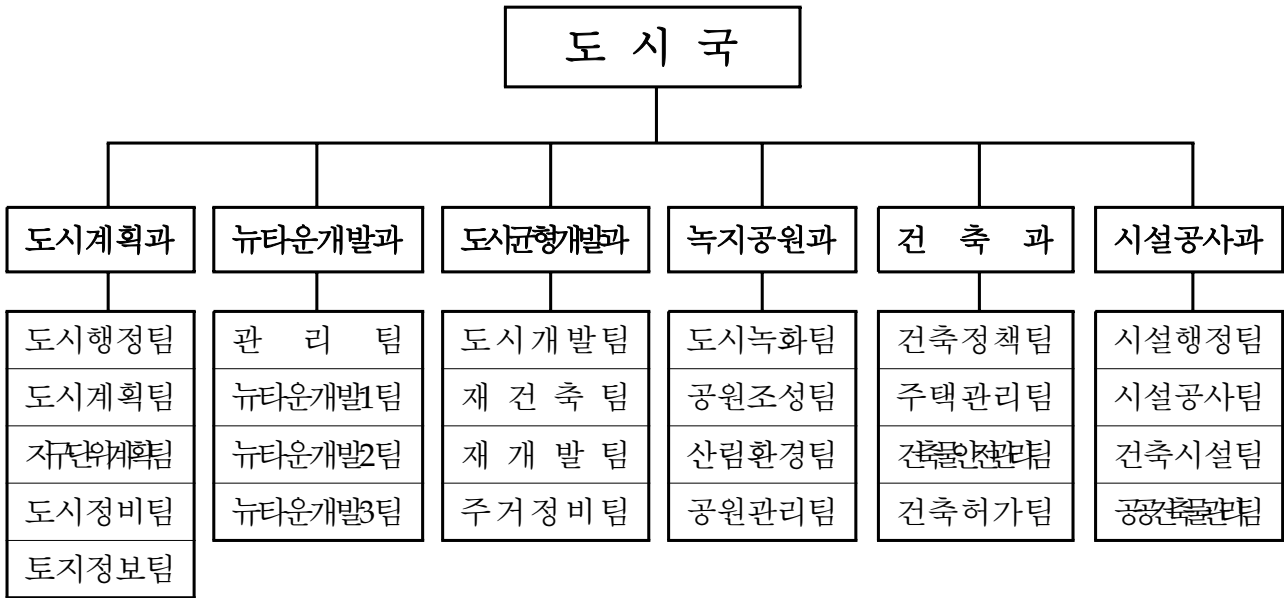 도 시 국
도시계획과
뉴타운개발과
도시균형개발과
녹지공원과
건 축 과
시설공사과
도시행정팀
도시계획팀
지구단위계획팀
도시정비팀
토지정보팀
관 리 팀
뉴타운개발1팀
뉴타운개발2팀
뉴타운개발3팀
도시개발팀
재 건 축 팀
재 개 발 팀
주거정비팀
도시녹화팀
공원조성팀
산림환경팀
공원관리팀
건축정책팀
주택관리팀
건축물안전관리팀
건축허가팀
시설행정팀
시설공사팀
건축시설팀
공공건축물관리팀